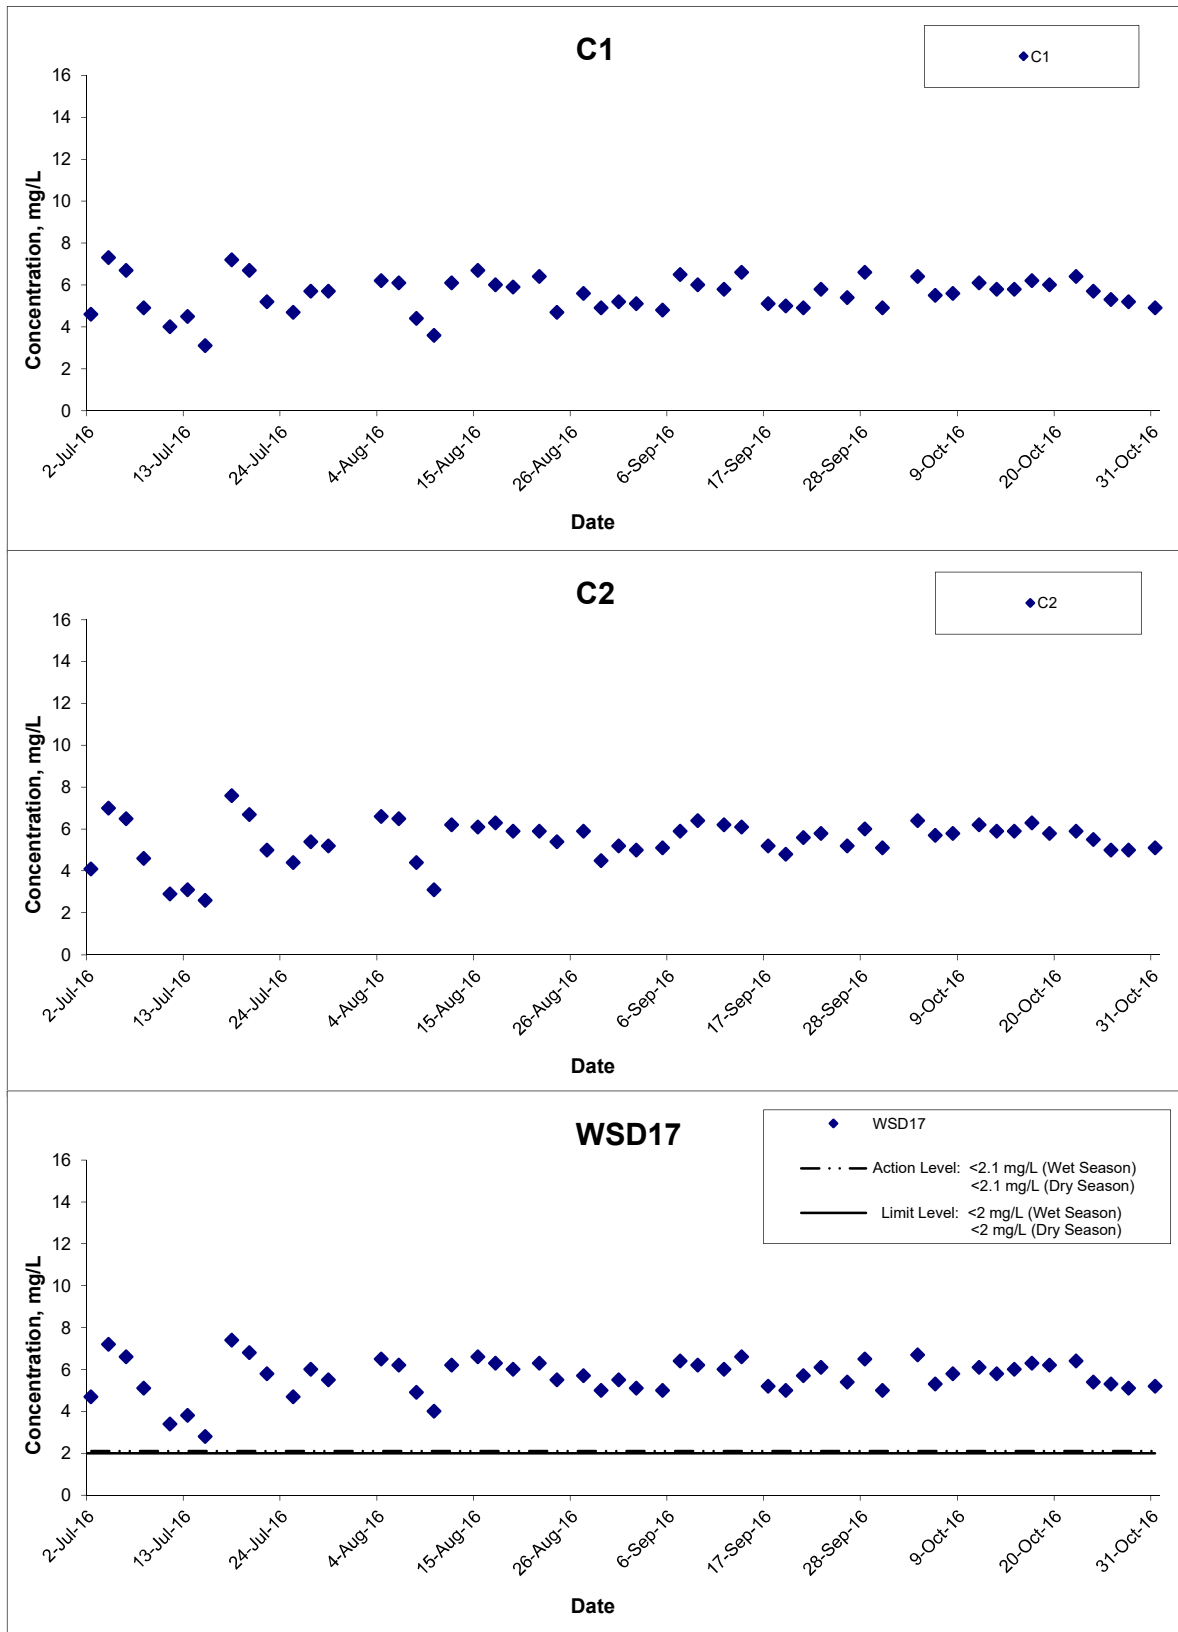 C1
C1
16
14
12
10
8
6
4
2
0
Concentration, mg/L
2-Jul-16
13-Jul-16
24-Jul-16
4-Aug-16
15-Aug-16
26-Aug-16
6-Sep-16
17-Sep-16
28-Sep-16
9-Oct-16
20-Oct-16
31-Oct-16
Date
C2
C2
16
14
12
10
8
6
4
2
0
Concentration, mg/L
2-Jul-16
13-Jul-16
24-Jul-16
4-Aug-16
15-Aug-16
26-Aug-16
6-Sep-16
17-Sep-16
28-Sep-16
9-Oct-16
20-Oct-16
31-Oct-16
Date
WSD17
WSD17
Action Level: <2.1 mg/L (Wet Season)
<2.1 mg/L (Dry Season)
Limit Level: <2 mg/L (Wet Season)
<2 mg/L (Dry Season)
16
14
12
10
8
6
4
2
0
Concentration, mg/L
2-Jul-16
13-Jul-16
24-Jul-16
4-Aug-16
15-Aug-16
26-Aug-16
6-Sep-16
17-Sep-16
28-Sep-16
9-Oct-16
20-Oct-16
31-Oct-16
Date